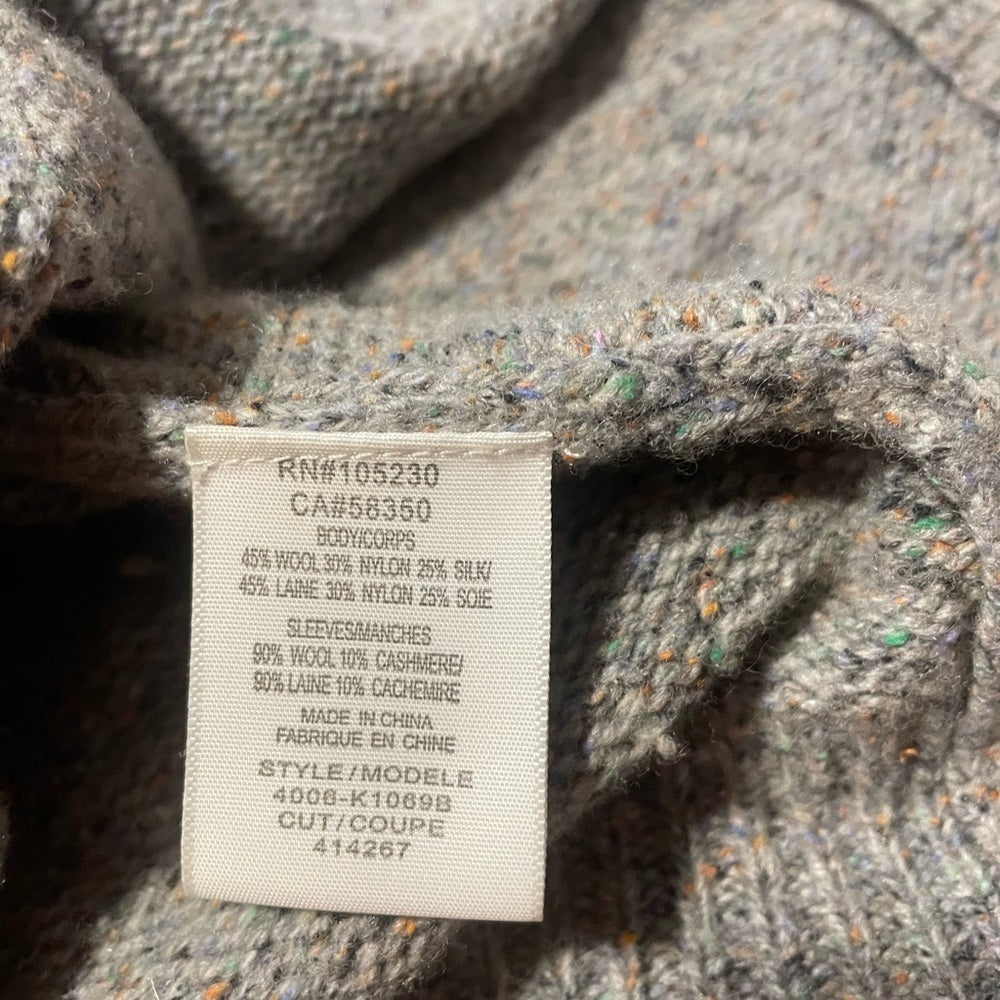 RN#105230
CA#58350
BODY/CORPS
45% WOOL 30% NYLON 25% SILK/
45% LAINE 30% NYLON 25% SOIE
SLEEVES/MANCHES
90% WOOL 10% CASHMERE/
90% LAINE 10% CACHEMIRE
MADE IN CHINA
FABRIQUE EN CHINE
STYLE/MODELE
4006-K1069B
CUT/COUPE
414267